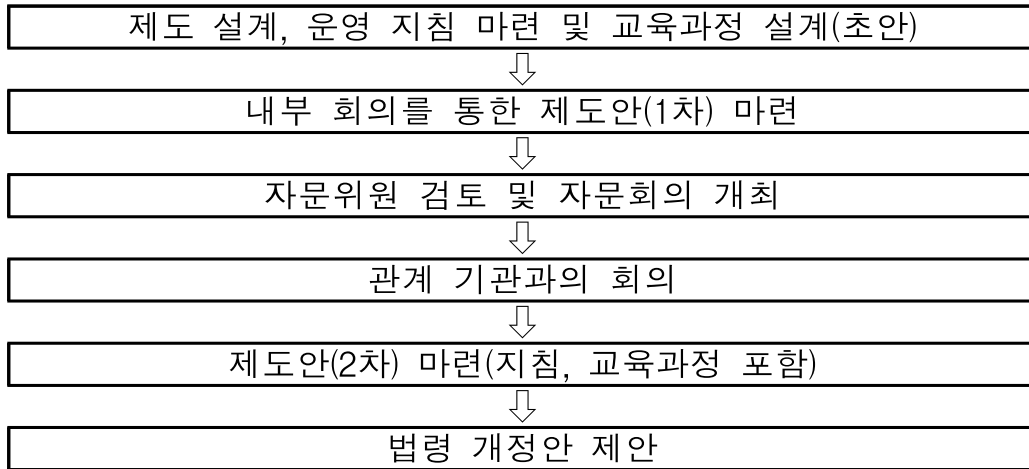 제도 설계, 운영 지침 마련 및 교육과정 설계(초안)
내부 회의를 통한 제도안(1차) 마련
자문위원 검토 및 자문회의 개최
관계 기관과의 회의
제도안(2차) 마련(지침, 교육과정 포함)
법령 개정안 제안